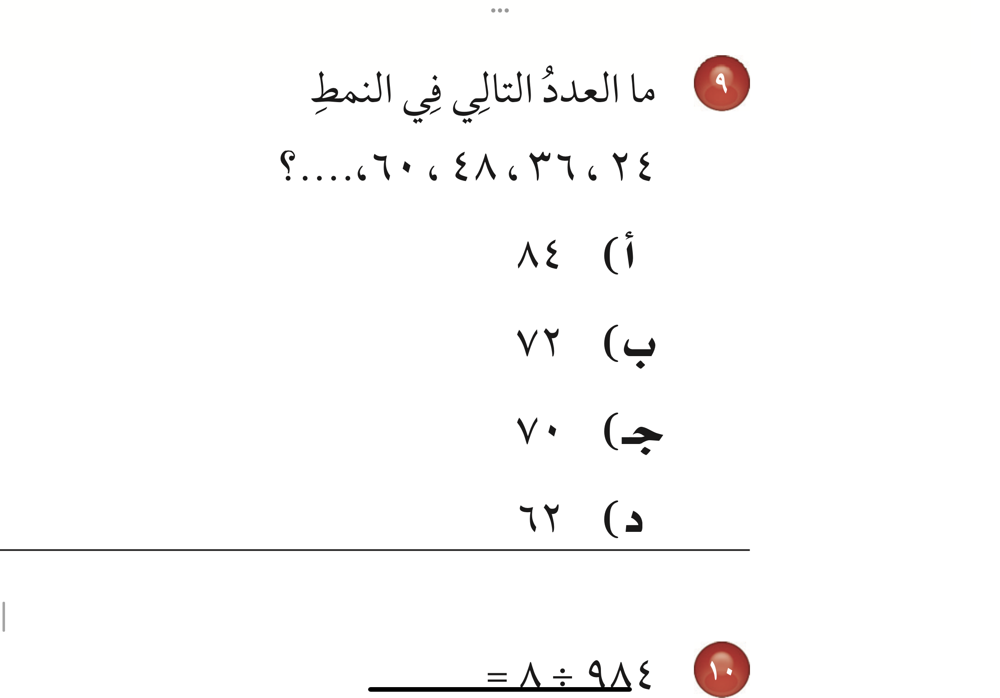 ٩ ما العددُ التالِي فِي النمطِ
٢٤ ، ٣٦ ، ٤٨ ، ٦٠ ،.....؟
أ) ٨٤
ب) ٧٢
جـ) ٧٠
د) ٦٢
١٠ ٩٨٤ ÷ ٨ =